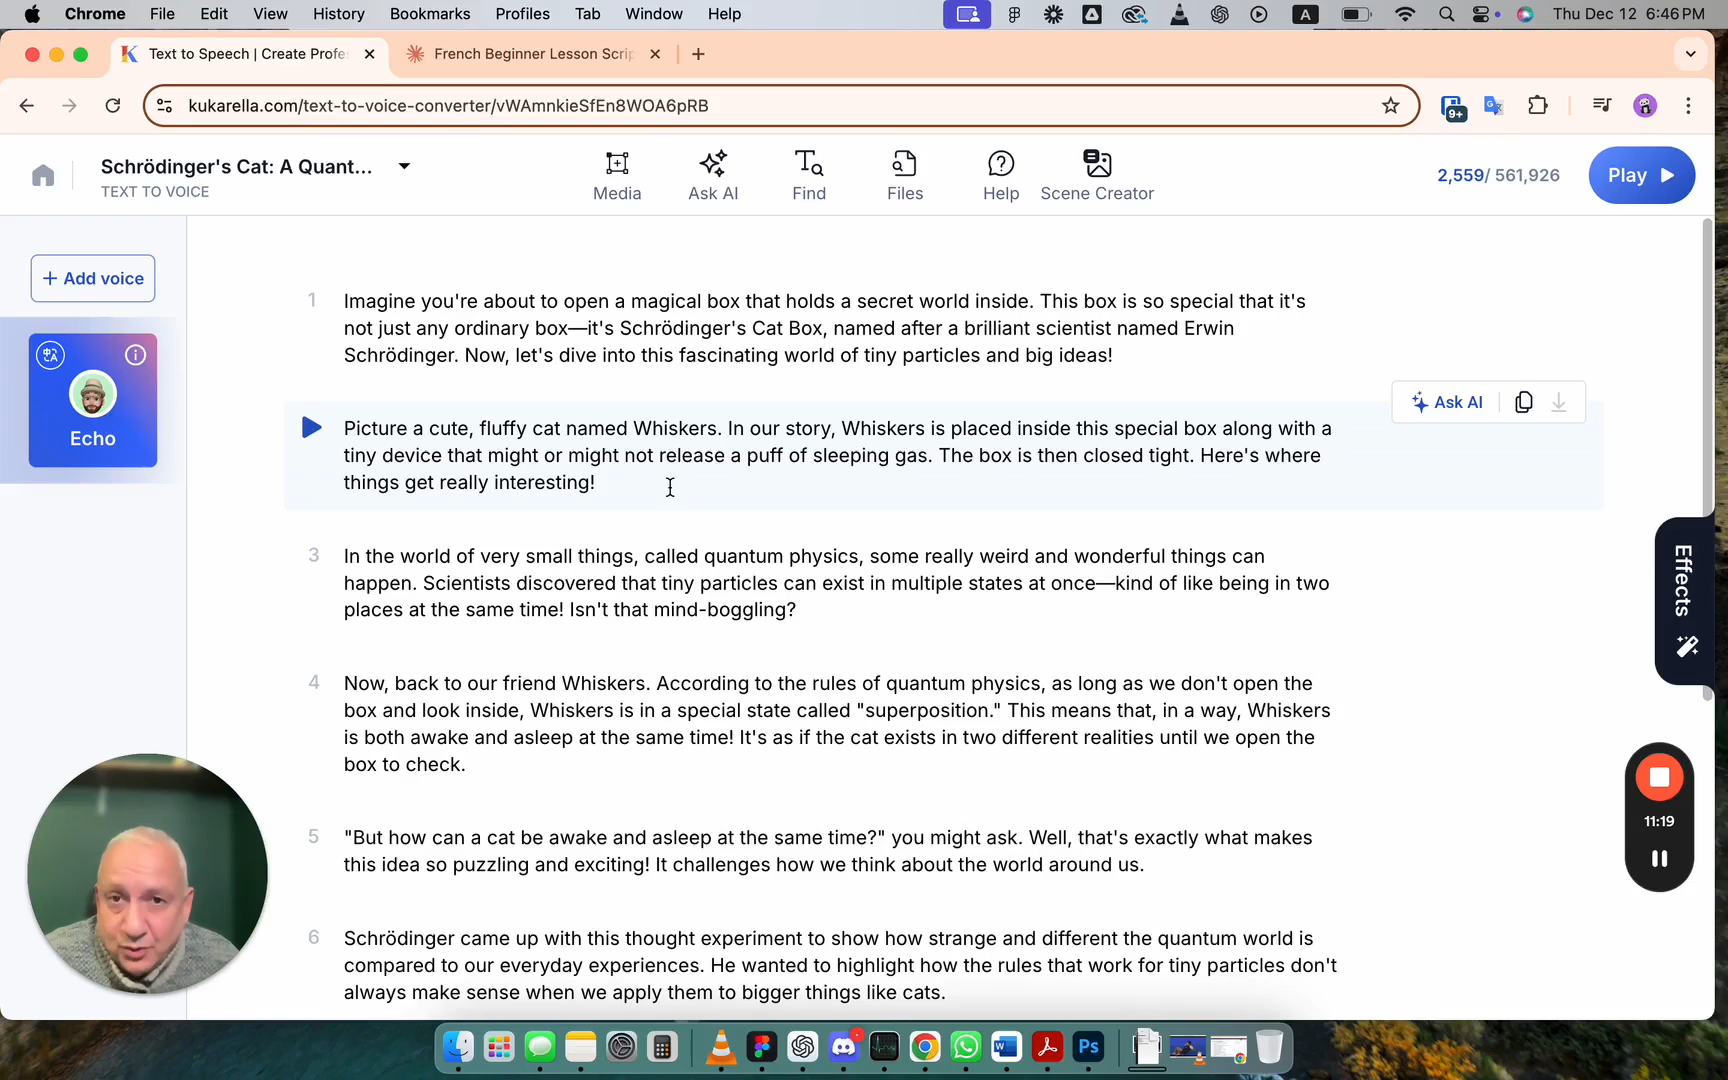 Chrome File Edit View History Bookmarks Profiles Tab Window Help A Thu Dec 12 6:46 PM
Text to Speech | Create Profe French Beginner Lesson Scrip
kukarella.com/text-to-voice-converter/vWAmnkieSfEn8WOA6pRB 9+
Schrödinger's Cat: A Quant...
TEXT TO VOICE
Media Ask AI Find Files Help Scene Creator
2,559/ 561,926 Play
+ Add voice
Echo
1 Imagine you're about to open a magical box that holds a secret world inside. This box is so special that it's
not just any ordinary box—it's Schrödinger's Cat Box, named after a brilliant scientist named Erwin
Schrödinger. Now, let's dive into this fascinating world of tiny particles and big ideas!
Ask AI
Picture a cute, fluffy cat named Whiskers. In our story, Whiskers is placed inside this special box along with a
tiny device that might or might not release a puff of sleeping gas. The box is then closed tight. Here's where
things get really interesting!
3 In the world of very small things, called quantum physics, some really weird and wonderful things can
happen. Scientists discovered that tiny particles can exist in multiple states at once—kind of like being in two
places at the same time! Isn't that mind-boggling?
4 Now, back to our friend Whiskers. According to the rules of quantum physics, as long as we don't open the
box and look inside, Whiskers is in a special state called "superposition." This means that, in a way, Whiskers
is both awake and asleep at the same time! It's as if the cat exists in two different realities until we open the
box to check.
5 "But how can a cat be awake and asleep at the same time?" you might ask. Well, that's exactly what makes
this idea so puzzling and exciting! It challenges how we think about the world around us.
6 Schrödinger came up with this thought experiment to show how strange and different the quantum world is
compared to our everyday experiences. He wanted to highlight how the rules that work for tiny particles don't
always make sense when we apply them to bigger things like cats.
Effects
11:19
Ps